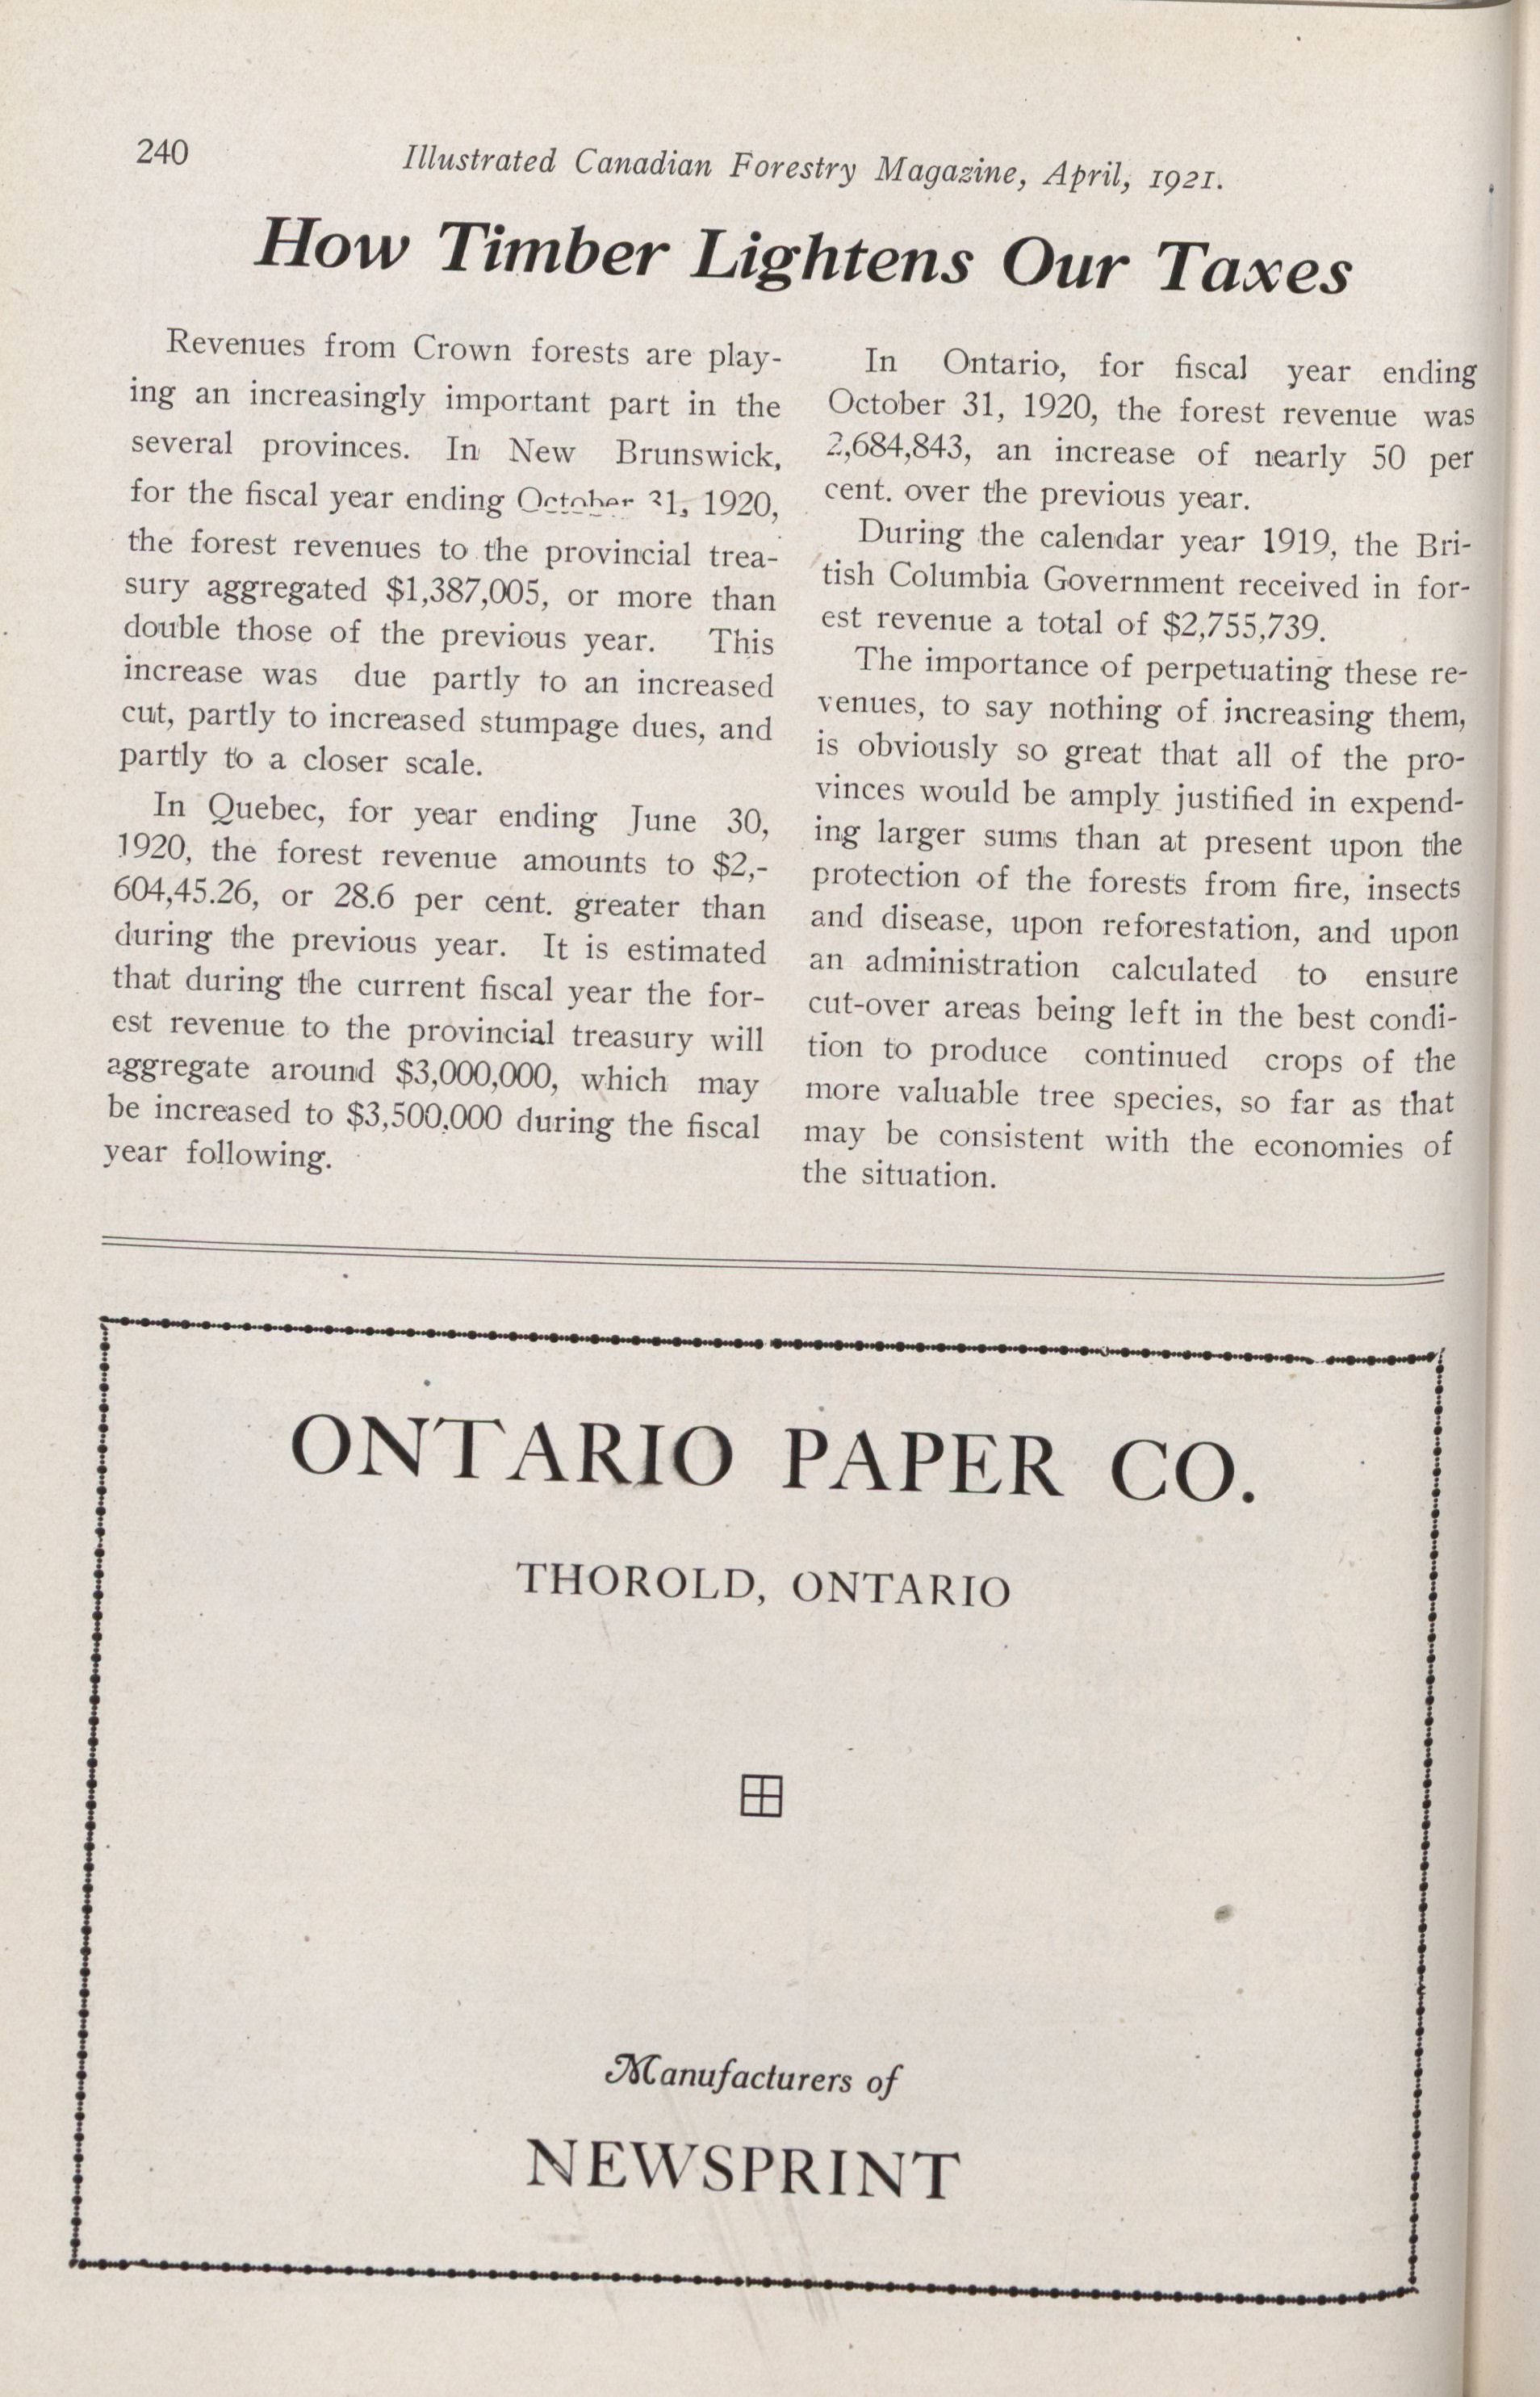 240
Illustrated Canadian Forestry Magazine, April, 1921.
How Timber Lightens Our Taxes
Revenues from Crown forests are play-
ing an increasingly important part in the
several provinces. In New Brunswick,
for the fiscal year ending October 31, 1920,
the forest revenues to the provincial trea-
sury aggregated $1,387,005, or more than
double those of the previous year. This
increase was due partly to an increased
cut, partly to increased stumpage dues, and
partly to a closer scale.
In Quebec, for year ending June 30,
1920, the forest revenue amounts to $2,-
604,45.26, or 28.6 per cent. greater than
during the previous year. It is estimated
that during the current fiscal year the for-
est revenue to the provincial treasury will
aggregate around $3,000,000, which may
be increased to $3,500,000 during the fiscal
year following.
In Ontario, for fiscal year ending
October 31, 1920, the forest revenue was
2,684,843, an increase of nearly 50 per
cent. over the previous year.
During the calendar year 1919, the Bri-
tish Columbia Government received in for-
est revenue a total of $2,755,739.
The importance of perpetuating these re-
venues, to say nothing of increasing them,
is obviously so great that all of the pro-
vinces would be amply justified in expend-
ing larger sums than at present upon the
protection of the forests from fire, insects
and disease, upon reforestation, and upon
an administration calculated to ensure
cut-over areas being left in the best condi-
tion to produce continued crops of the
more valuable tree species, so far as that
may be consistent with the economies of
the situation.
ONTARIO PAPER CO.
THOROLD, ONTARIO
Manufacturers of
NEWSPRINT